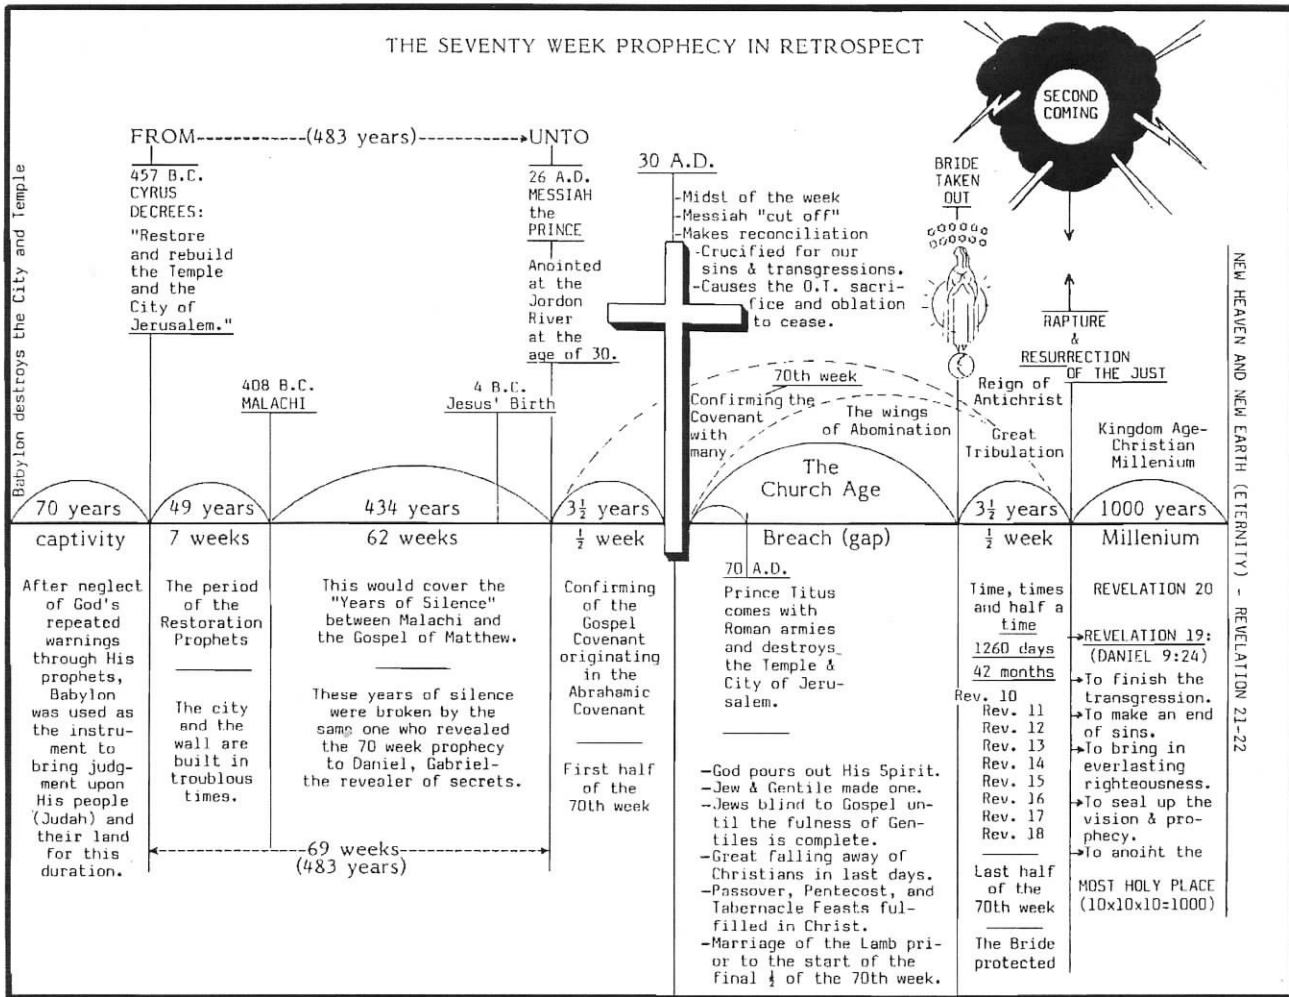 THE SEVENTY WEEK PROPHECY IN RETROSPECT
SECOND
COMING
Babylon destroys the City and Temple
FROM-----------(483 years)-----------→UNTO
457 B.C.
CYRUS
DECREES:
"Restore
and rebuild
the Temple
and the
City of
Jerusalem."
408 B.C.
MALACHI
4 B.C.
Jesus' Birth
26 A.D.
MESSIAH
the
PRINCE
Anointed
at the
Jordon
River
at the
age of 30.
30 A.D.
-Midst of the week
-Messiah "cut off"
-Makes reconciliation
-Crucified for our
sins & transgressions.
-Causes the O.T. sacri-
fice and oblation
to cease.
70th week
Confirming the
Covenant
with
many
The wings
of Abomination
BRIDE
TAKEN
OUT
Reign of
Antichrist
Great
Tribulation
RAPTURE
&
RESURRECTION
OF THE JUST
Kingdom Age-
Christian
Millenium
NEW HEAVEN AND NEW EARTH (ETERNITY) - REVELATION 21-22
70 years
captivity
After neglect
of God's
repeated
warnings
through His
prophets,
Babylon
was used as
the instru-
ment to
bring judg-
ment upon
His people
(Judah) and
their land
for this
duration.
49 years
7 weeks
The period
of the
Restoration
Prophets
The city
and the
wall are
built in
troublous
times.
434 years
62 weeks
This would cover the
"Years of Silence"
between Malachi and
the Gospel of Matthew.
These years of silence
were broken by the
same one who revealed
the 70 week prophecy
to Daniel, Gabriel-
the revealer of secrets.
69 weeks
(483 years)
3½ years
½ week
Confirming
of the
Gospel
Covenant
originating
in the
Abrahamic
Covenant
First half
of the
70th week
The
Church Age
Breach (gap)
70 A.D.
Prince Titus
comes with
Roman armies
and destroys
the Temple &
City of Jeru-
salem.
-God pours out His Spirit.
-Jew & Gentile made one.
-Jews blind to Gospel un-
til the fulness of Gen-
tiles is complete.
-Great falling away of
Christians in last days.
-Passover, Pentecost, and
Tabernacle Feasts ful-
filled in Christ.
-Marriage of the Lamb pri-
or to the start of the
final ½ of the 70th week.
3½ years
½ week
Time, times
and half a
time
1260 days
42 months
Rev. 10
Rev. 11
Rev. 12
Rev. 13
Rev. 14
Rev. 15
Rev. 16
Rev. 17
Rev. 18
Last half
of the
70th week
The Bride
protected
1000 years
Millenium
REVELATION 20
→REVELATION 19:
(DANIEL 9:24)
→To finish the
transgression.
→To make an end
of sins.
→To bring in
everlasting
righteousness.
→To seal up the
vision & pro-
phecy.
→To anoint the
MOST HOLY PLACE
(10x10x10=1000)